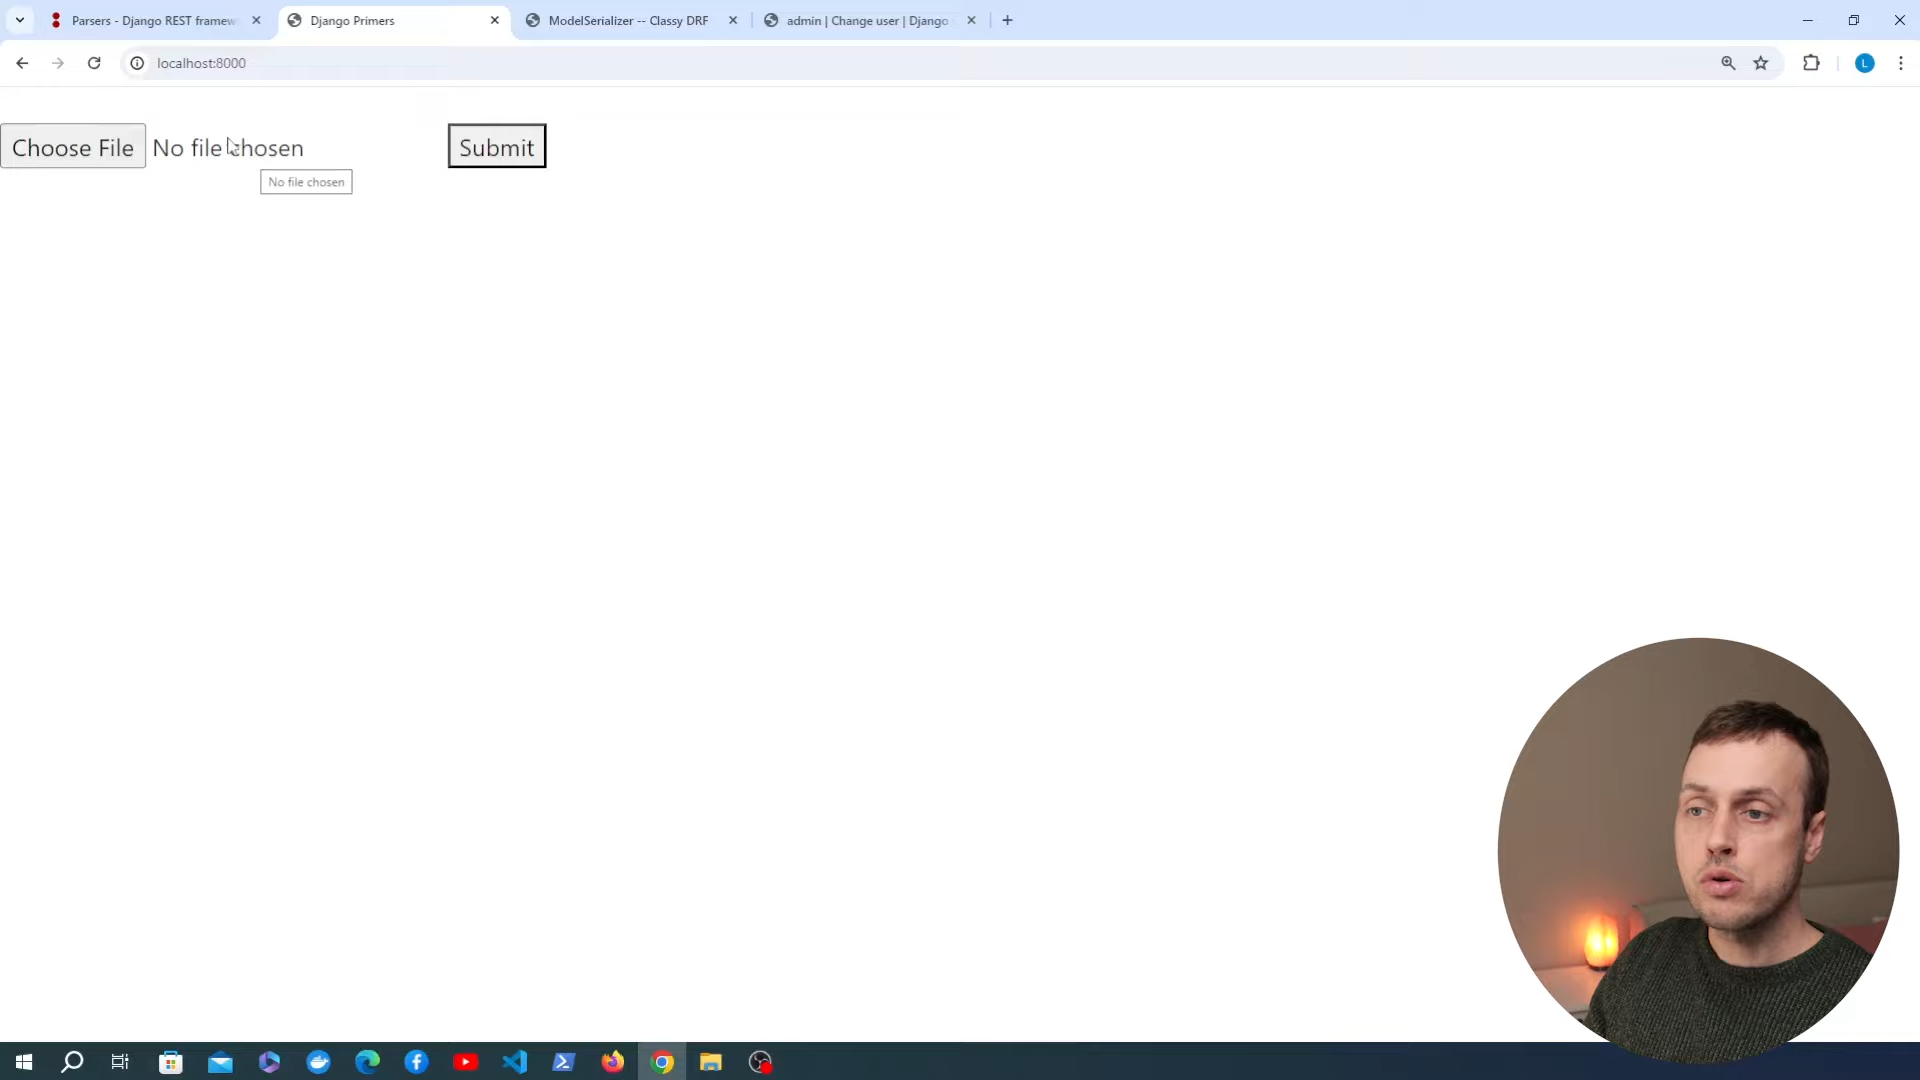 Parsers - Django REST framew
Django Primers
ModelSerializer -- Classy DRF
admin | Change user | Django
localhost:8000
L
Choose File No file chosen
Submit
No file chosen